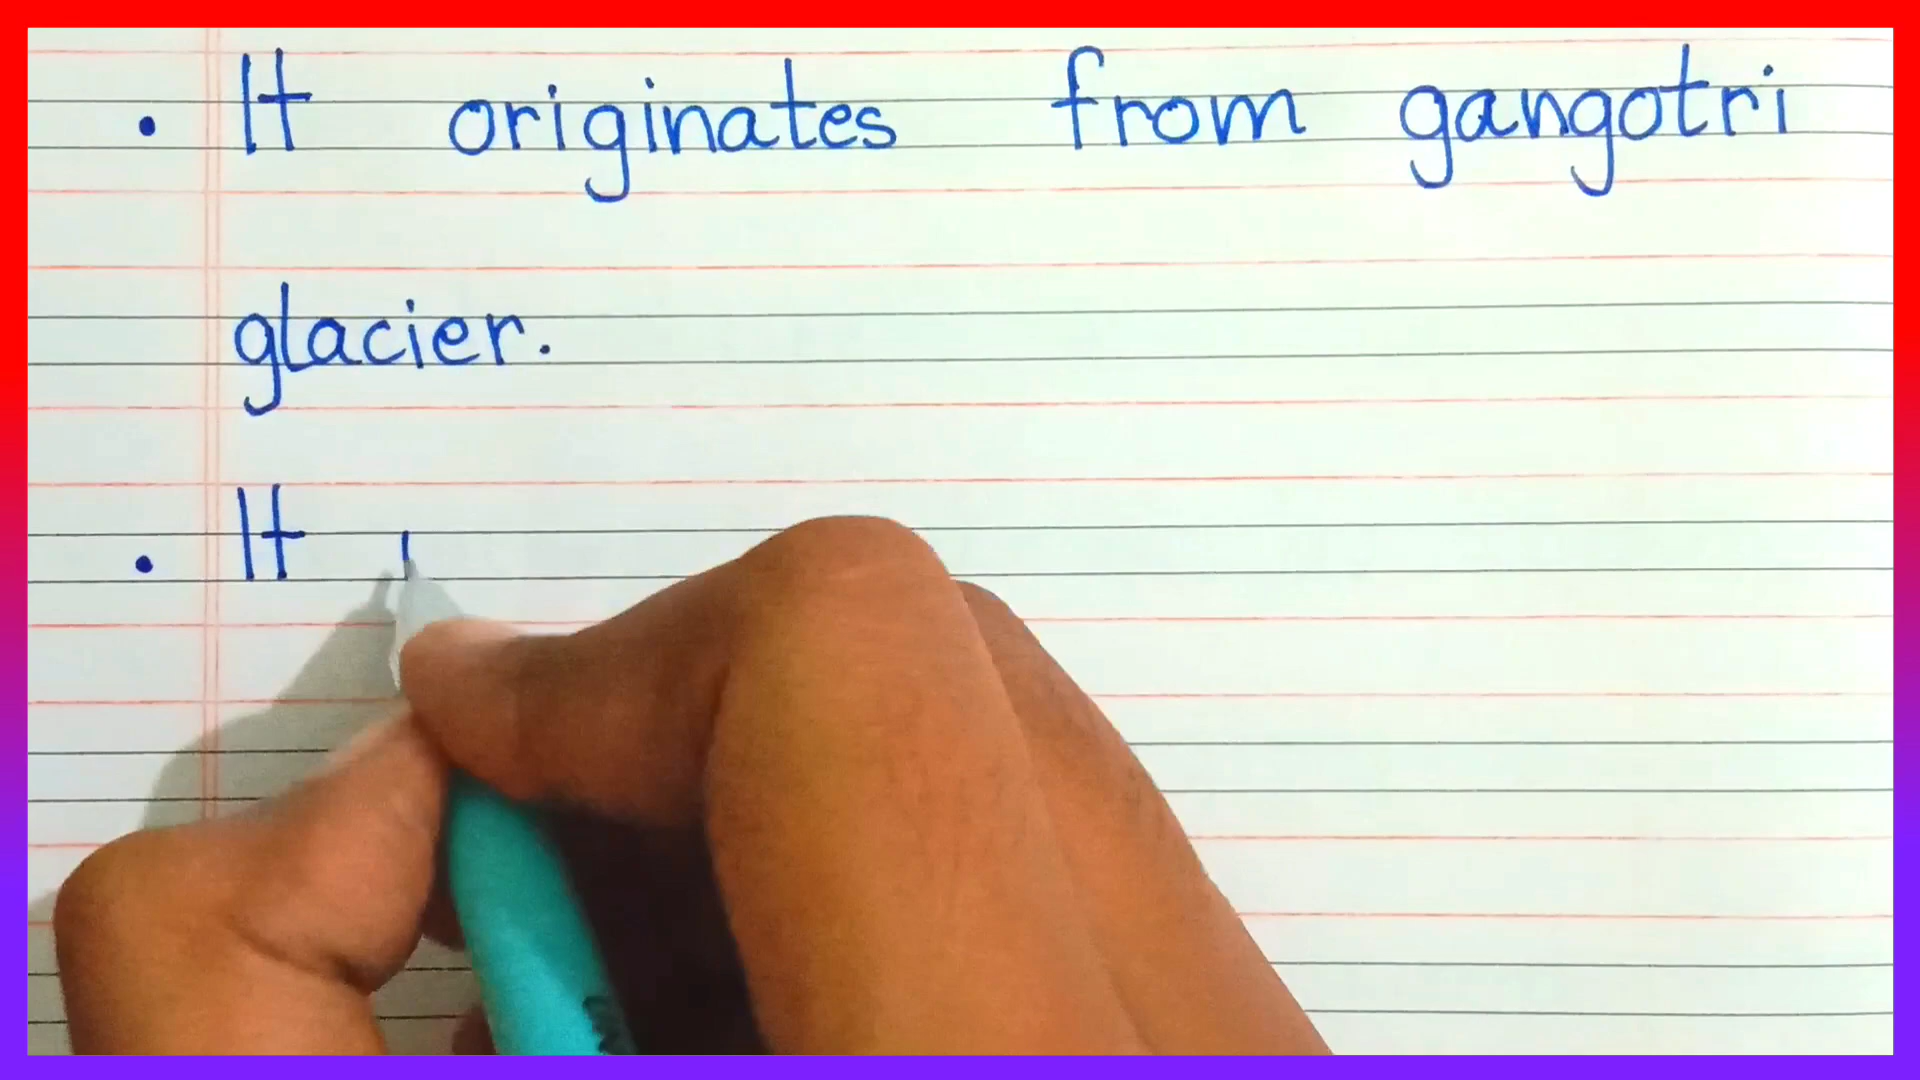 • It originates from gangotri
glacier.
• It